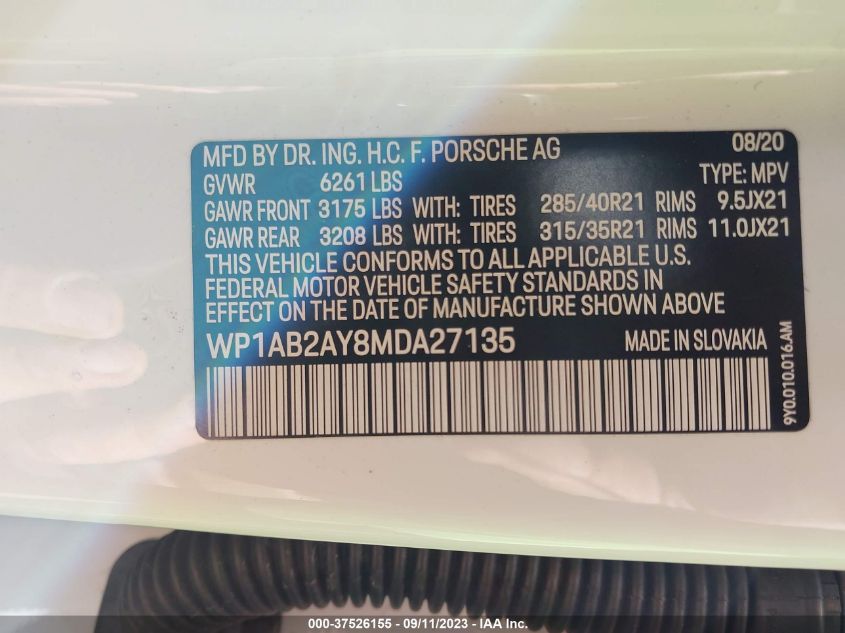 MFD BY DR. ING. H.C. F. PORSCHE AG 08/20
GVWR 6261 LBS TYPE: MPV
GAWR FRONT 3175 LBS WITH: TIRES 285/40R21 RIMS 9.5JX21
GAWR REAR 3208 LBS WITH: TIRES 315/35R21 RIMS 11.0JX21
THIS VEHICLE CONFORMS TO ALL APPLICABLE U.S.
FEDERAL MOTOR VEHICLE SAFETY STANDARDS IN
EFFECT ON THE DATE OF MANUFACTURE SHOWN ABOVE
WP1AB2AY8MDA27135 MADE IN SLOVAKIA
9Y0.010.016.AM
000-37526155 - 09/11/2023 - IAA Inc.